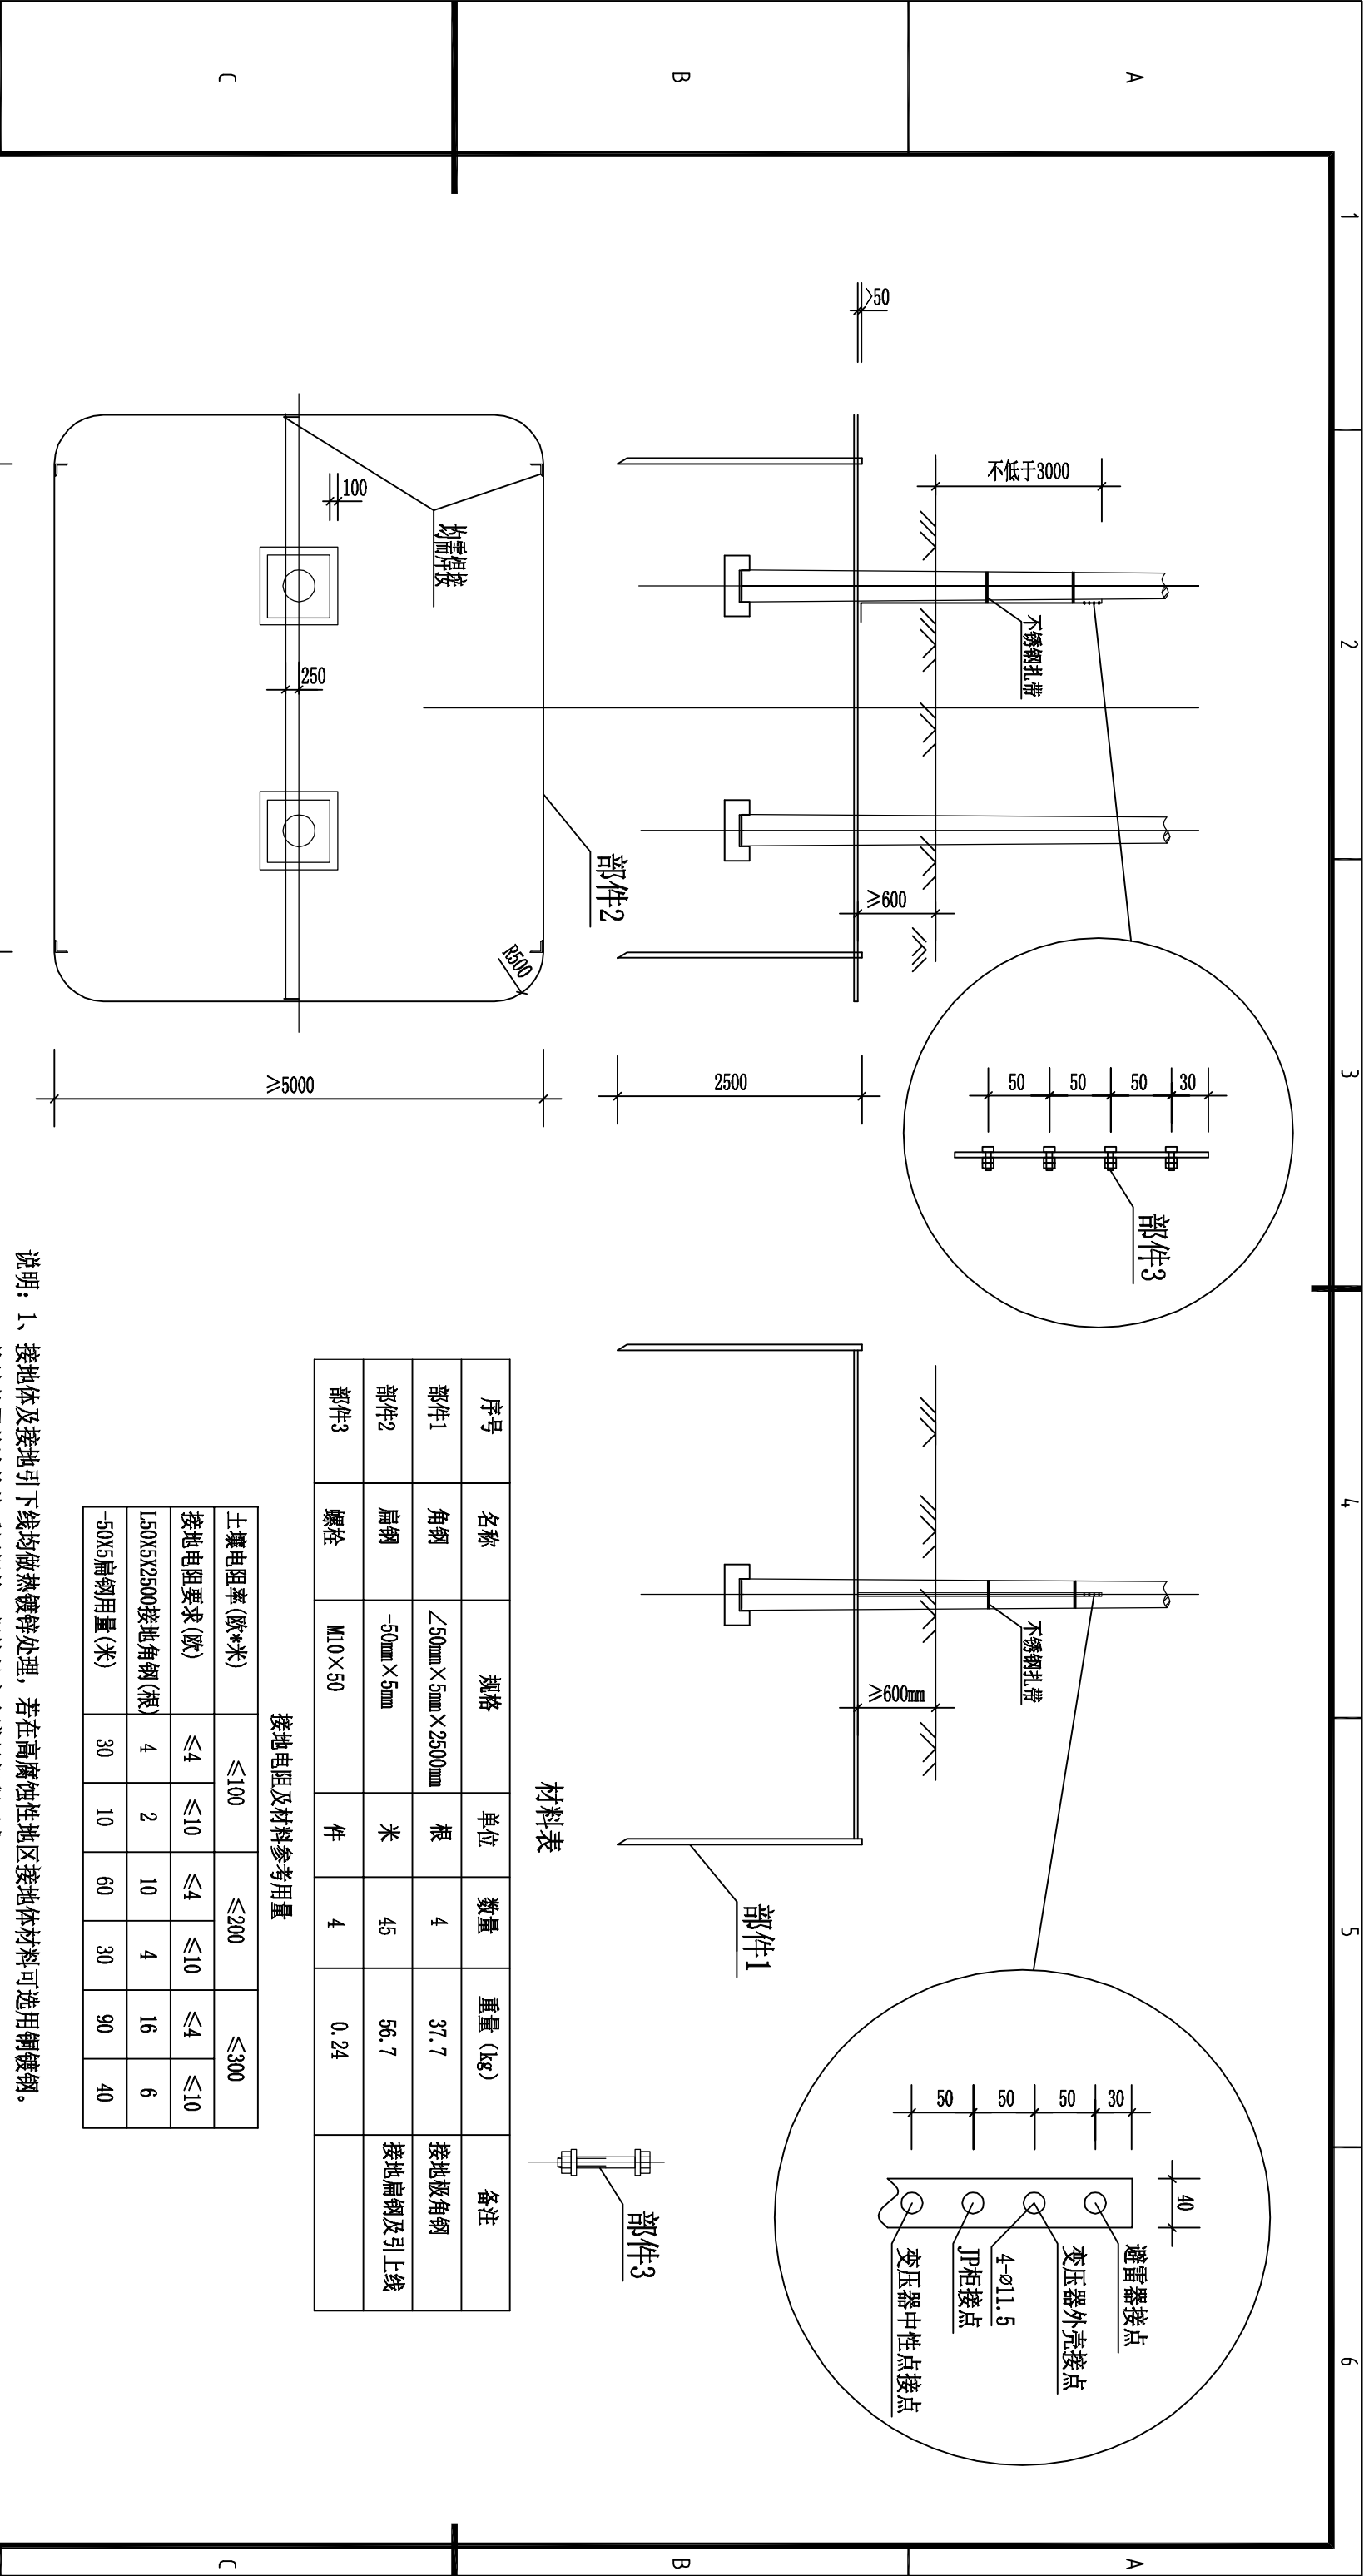 1
2
3
4
5
6
A
B
C
A
B
C
不低于3000
不锈钢扎带
>50
≥600
2500
50
50
50
30
部件3
不锈钢扎带
≥600mm
部件1
50
50
50
30
40
避雷器接点
变压器外壳接点
4-ø11.5
JP柜接点
变压器中性点接点
部件3
均需焊接
100
250
部件2
R500
≥5000
材料表
序号 名称 规格 单位 数量 重量(kg) 备注
部件1 角钢 ∠50mm×5mm×2500mm 根 4 37.7 接地极角钢
部件2 扁钢 -50mm×5mm 米 45 56.7 接地扁钢及引上线
部件3 螺栓 M10×50 件 4 0.24
接地电阻及材料参考用量
土壤电阻率(欧*米) ≤100 ≤200 ≤300
接地电阻要求(欧) ≤4 ≤10 ≤4 ≤10 ≤4 ≤10
L50X5X2500接地角钢(根) 4 2 10 4 16 6
-50X5扁钢用量(米) 30 10 60 30 90 40
说明: 1、接地体及接地引下线均做热镀锌处理, 若在高腐蚀性地区接地体材料可选用铜镀钢。